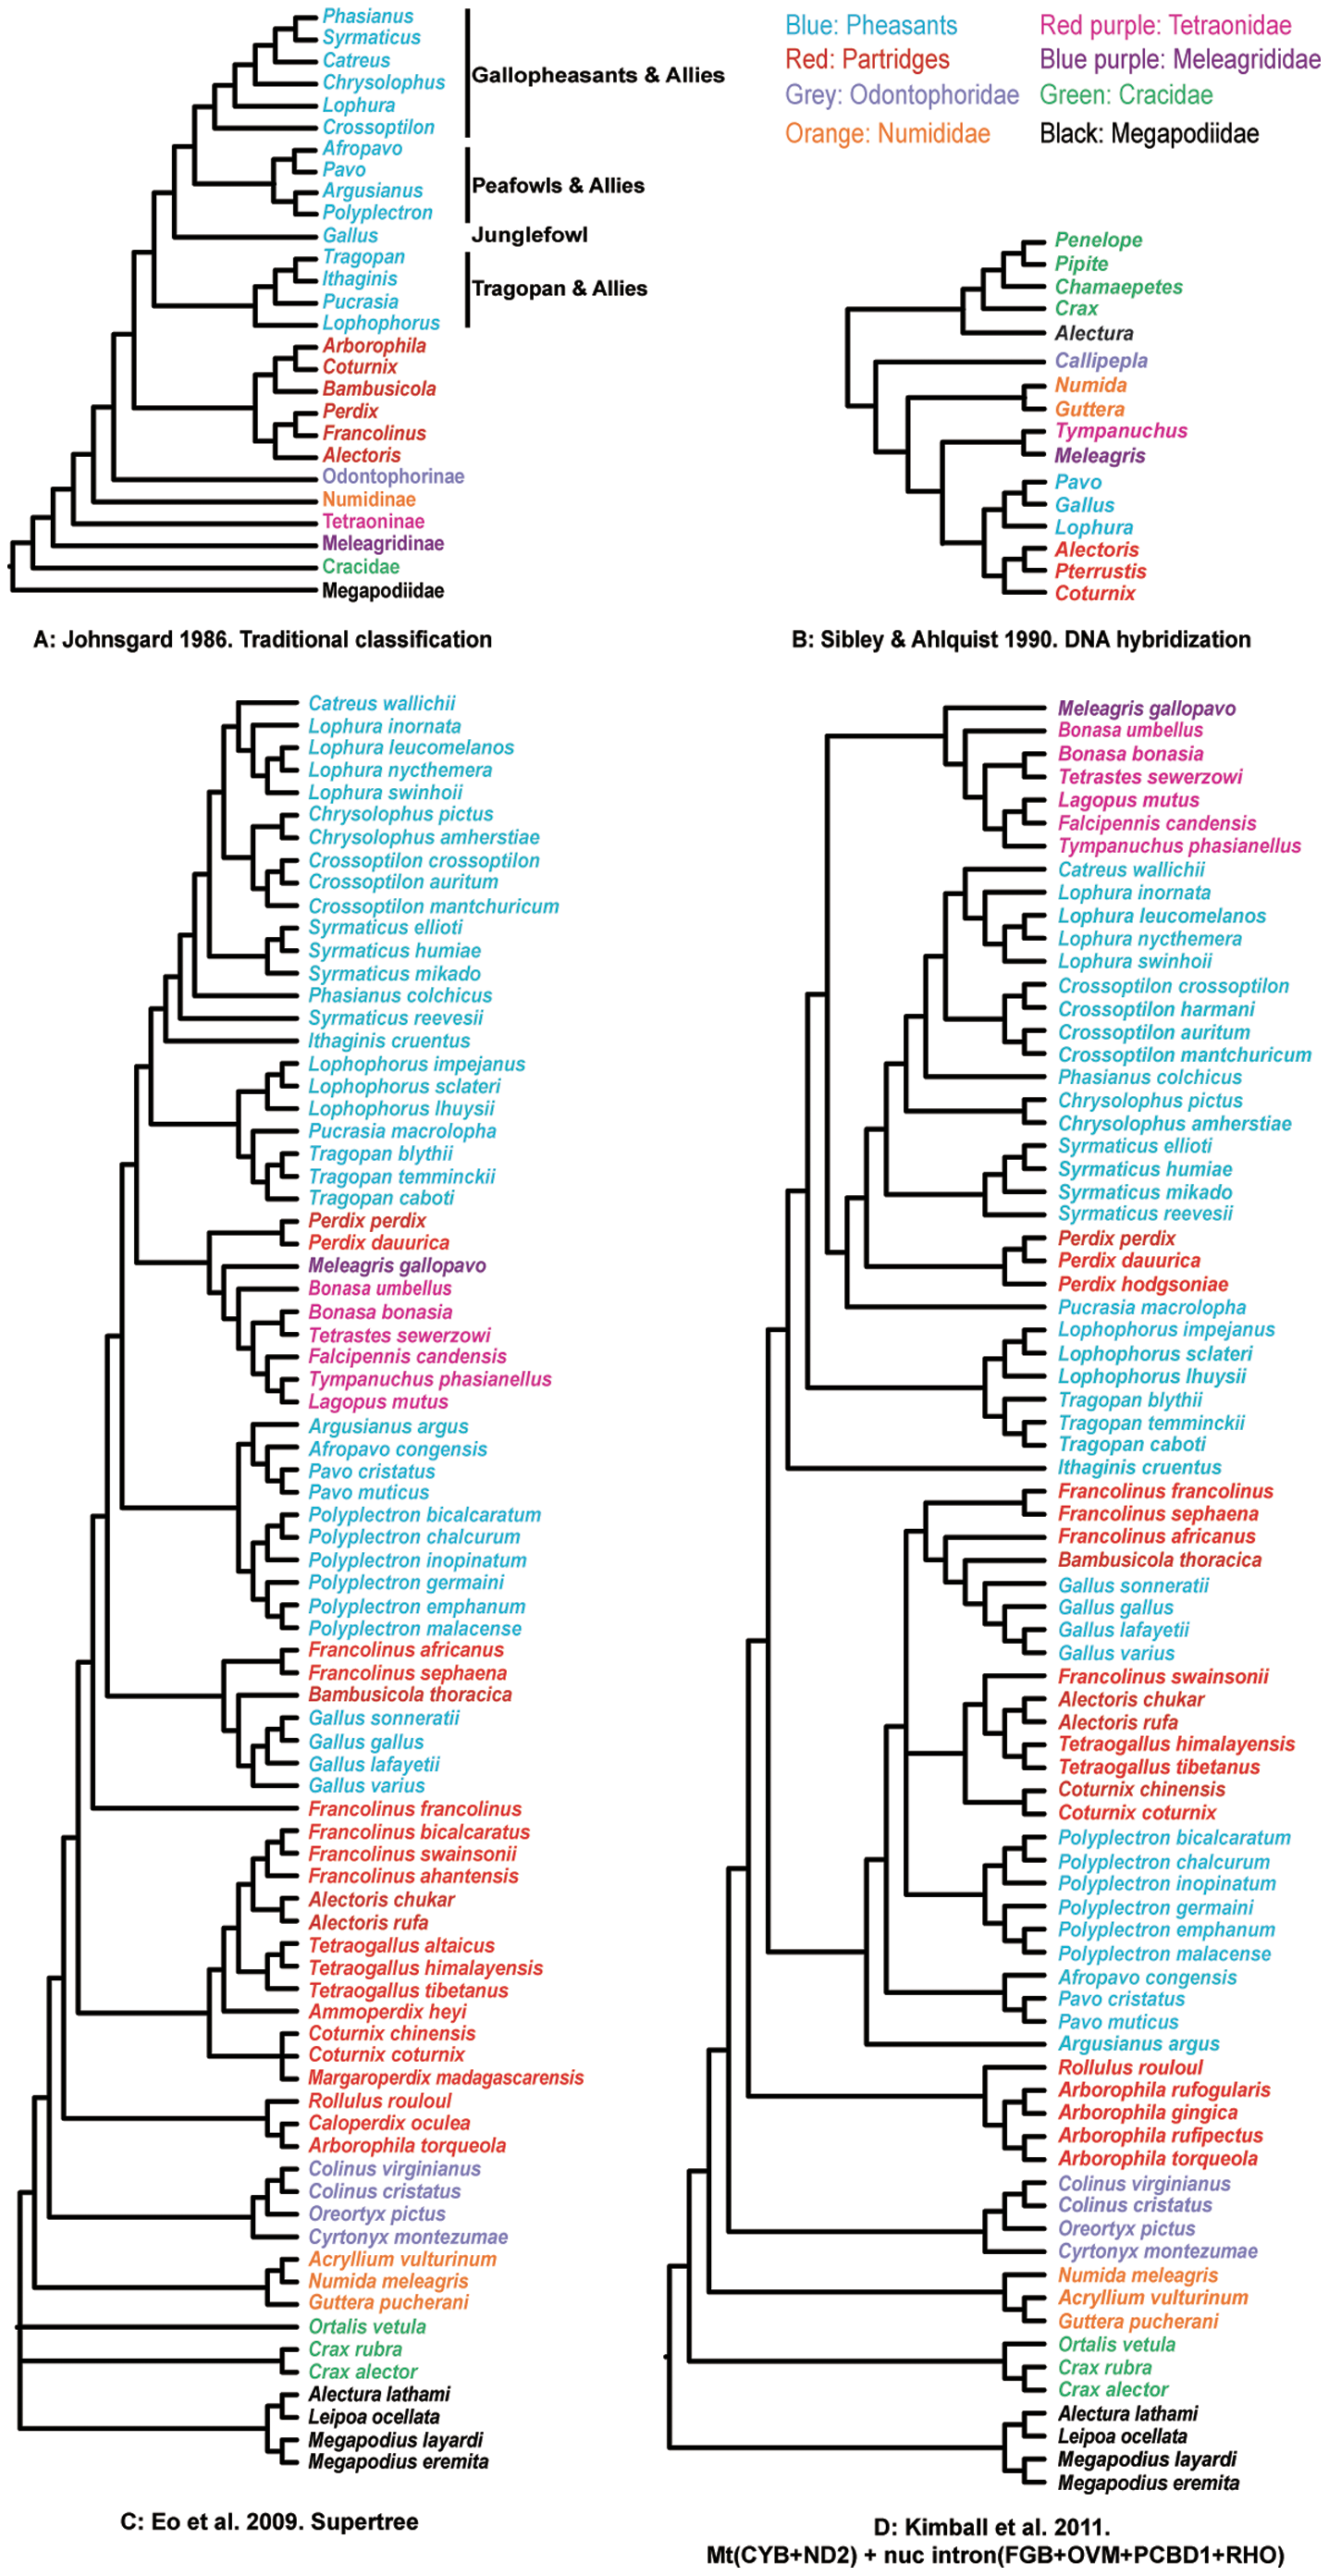 Phasianus
Syrmaticus
Catreus
Chrysolophus
Lophura
Crossoptilon
Gallopheasants & Allies
Afropavo
Pavo
Argusianus
Polyplectron
Peafowls & Allies
Gallus
Junglefowl
Tragopan
Ithaginis
Pucrasia
Lophophorus
Tragopan & Allies
Arborophila
Coturnix
Bambusicola
Perdix
Francolinus
Alectoris
Odontophorinae
Numidinae
Tetraoninae
Meleagridinae
Cracidae
Megapodiidae
A: Johnsgard 1986. Traditional classification
Blue: Pheasants
Red: Partridges
Grey: Odontophoridae
Orange: Numididae
Red purple: Tetraonidae
Blue purple: Meleagrididae
Green: Cracidae
Black: Megapodiidae
Penelope
Pipite
Chamaepetes
Crax
Alectura
Callipepla
Numida
Guttera
Tympanuchus
Meleagris
Pavo
Gallus
Lophura
Alectoris
Pterrustis
Coturnix
B: Sibley & Ahlquist 1990. DNA hybridization
Catreus wallichii
Lophura inornata
Lophura leucomelanos
Lophura nycthemera
Lophura swinhoii
Chrysolophus pictus
Chrysolophus amherstiae
Crossoptilon crossoptilon
Crossoptilon auritum
Crossoptilon mantchuricum
Syrmaticus ellioti
Syrmaticus humiae
Syrmaticus mikado
Phasianus colchicus
Syrmaticus reevesii
Ithaginis cruentus
Lophophorus impejanus
Lophophorus sclateri
Lophophorus lhuysii
Pucrasia macrolopha
Tragopan blythii
Tragopan temminckii
Tragopan caboti
Perdix perdix
Perdix dauurica
Meleagris gallopavo
Bonasa umbellus
Bonasa bonasia
Tetrastes sewerzowi
Falcipennis candensis
Tympanuchus phasianellus
Lagopus mutus
Argusianus argus
Afropavo congensis
Pavo cristatus
Pavo muticus
Polyplectron bicalcaratum
Polyplectron chalcurum
Polyplectron inopinatum
Polyplectron germaini
Polyplectron emphanum
Polyplectron malacense
Francolinus africanus
Francolinus sephaena
Bambusicola thoracica
Gallus sonneratii
Gallus gallus
Gallus lafayetii
Gallus varius
Francolinus francolinus
Francolinus bicalcaratus
Francolinus swainsonii
Francolinus ahantensis
Alectoris chukar
Alectoris rufa
Tetraogallus altaicus
Tetraogallus himalayensis
Tetraogallus tibetanus
Ammoperdix heyi
Coturnix chinensis
Coturnix coturnix
Margaroperdix madagascarensis
Rollulus rouloul
Caloperdix oculea
Arborophila torqueola
Colinus virginianus
Colinus cristatus
Oreortyx pictus
Cyrtonyx montezumae
Acryllium vulturinum
Numida meleagris
Guttera pucherani
Ortalis vetula
Crax rubra
Crax alector
Alectura lathami
Leipoa ocellata
Megapodius layardi
Megapodius eremita
C: Eo et al. 2009. Supertree
Meleagris gallopavo
Bonasa umbellus
Bonasa bonasia
Tetrastes sewerzowi
Lagopus mutus
Falcipennis candensis
Tympanuchus phasianellus
Catreus wallichii
Lophura inornata
Lophura leucomelanos
Lophura nycthemera
Lophura swinhoii
Crossoptilon crossoptilon
Crossoptilon harmani
Crossoptilon auritum
Crossoptilon mantchuricum
Phasianus colchicus
Chrysolophus pictus
Chrysolophus amherstiae
Syrmaticus ellioti
Syrmaticus humiae
Syrmaticus mikado
Syrmaticus reevesii
Perdix perdix
Perdix dauurica
Perdix hodgsoniae
Pucrasia macrolopha
Lophophorus impejanus
Lophophorus sclateri
Lophophorus lhuysii
Tragopan blythii
Tragopan temminckii
Tragopan caboti
Ithaginis cruentus
Francolinus francolinus
Francolinus sephaena
Francolinus africanus
Bambusicola thoracica
Gallus sonneratii
Gallus gallus
Gallus lafayetii
Gallus varius
Francolinus swainsonii
Alectoris chukar
Alectoris rufa
Tetraogallus himalayensis
Tetraogallus tibetanus
Coturnix chinensis
Coturnix coturnix
Polyplectron bicalcaratum
Polyplectron chalcurum
Polyplectron inopinatum
Polyplectron germaini
Polyplectron emphanum
Polyplectron malacense
Afropavo congensis
Pavo cristatus
Pavo muticus
Argusianus argus
Rollulus rouloul
Arborophila rufogularis
Arborophila gingica
Arborophila rufipectus
Arborophila torqueola
Colinus virginianus
Colinus cristatus
Oreortyx pictus
Cyrtonyx montezumae
Numida meleagris
Acryllium vulturinum
Guttera pucherani
Ortalis vetula
Crax rubra
Crax alector
Alectura lathami
Leipoa ocellata
Megapodius layardi
Megapodius eremita
D: Kimball et al. 2011.
Mt(CYB+ND2) + nuc intron(FGB+OVM+PCBD1+RHO)